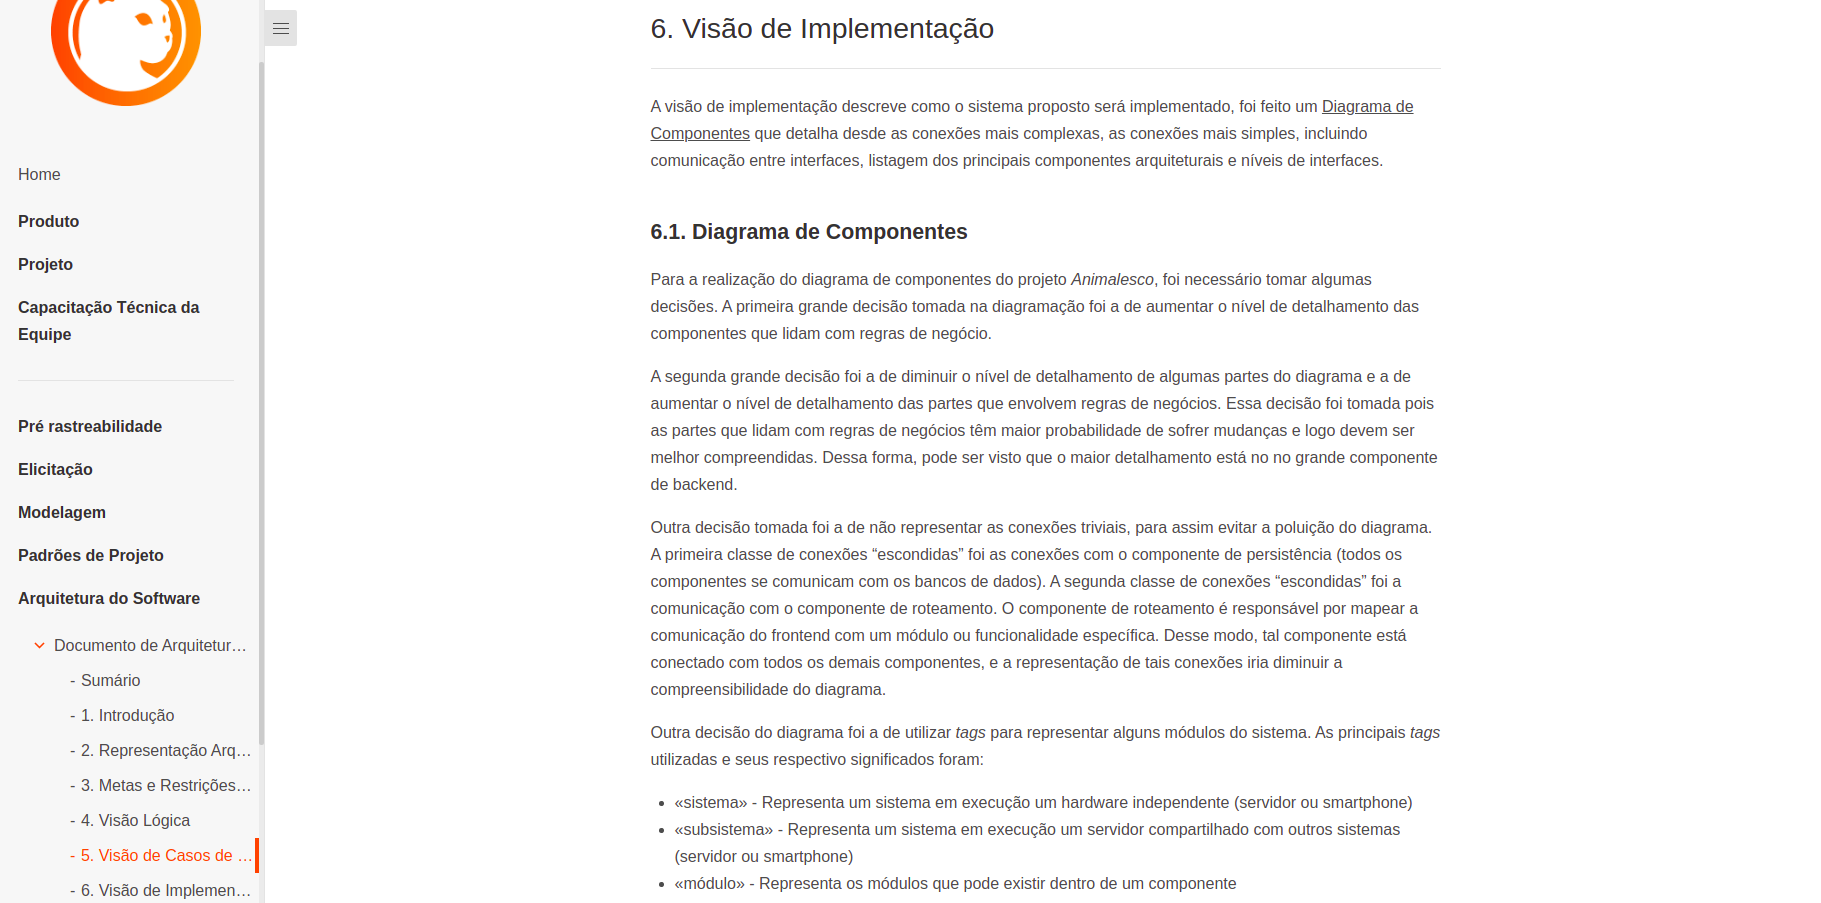 Home
Produto
Projeto
Capacitação Técnica da
Equipe
Pré rastreabilidade
Elicitação
Modelagem
Padrões de Projeto
Arquitetura do Software
Documento de Arquitetur…
- Sumário
- 1. Introdução
- 2. Representação Arq…
- 3. Metas e Restrições…
- 4. Visão Lógica
- 5. Visão de Casos de …
- 6. Visão de Implemen…
6. Visão de Implementação
A visão de implementação descreve como o sistema proposto será implementado, foi feito um Diagrama de
Componentes que detalha desde as conexões mais complexas, as conexões mais simples, incluindo
comunicação entre interfaces, listagem dos principais componentes arquiteturais e níveis de interfaces.
6.1. Diagrama de Componentes
Para a realização do diagrama de componentes do projeto Animalesco, foi necessário tomar algumas
decisões. A primeira grande decisão tomada na diagramação foi a de aumentar o nível de detalhamento das
componentes que lidam com regras de negócio.
A segunda grande decisão foi a de diminuir o nível de detalhamento de algumas partes do diagrama e a de
aumentar o nível de detalhamento das partes que envolvem regras de negócios. Essa decisão foi tomada pois
as partes que lidam com regras de negócios têm maior probabilidade de sofrer mudanças e logo devem ser
melhor compreendidas. Dessa forma, pode ser visto que o maior detalhamento está no no grande componente
de backend.
Outra decisão tomada foi a de não representar as conexões triviais, para assim evitar a poluição do diagrama.
A primeira classe de conexões “escondidas” foi as conexões com o componente de persistência (todos os
componentes se comunicam com os bancos de dados). A segunda classe de conexões “escondidas” foi a
comunicação com o componente de roteamento. O componente de roteamento é responsável por mapear a
comunicação do frontend com um módulo ou funcionalidade específica. Desse modo, tal componente está
conectado com todos os demais componentes, e a representação de tais conexões iria diminuir a
compreensibilidade do diagrama.
Outra decisão do diagrama foi a de utilizar tags para representar alguns módulos do sistema. As principais tags
utilizadas e seus respectivo significados foram:
• «sistema» - Representa um sistema em execução um hardware independente (servidor ou smartphone)
• «subsistema» - Representa um sistema em execução um servidor compartilhado com outros sistemas
(servidor ou smartphone)
• «módulo» - Representa os módulos que pode existir dentro de um componente